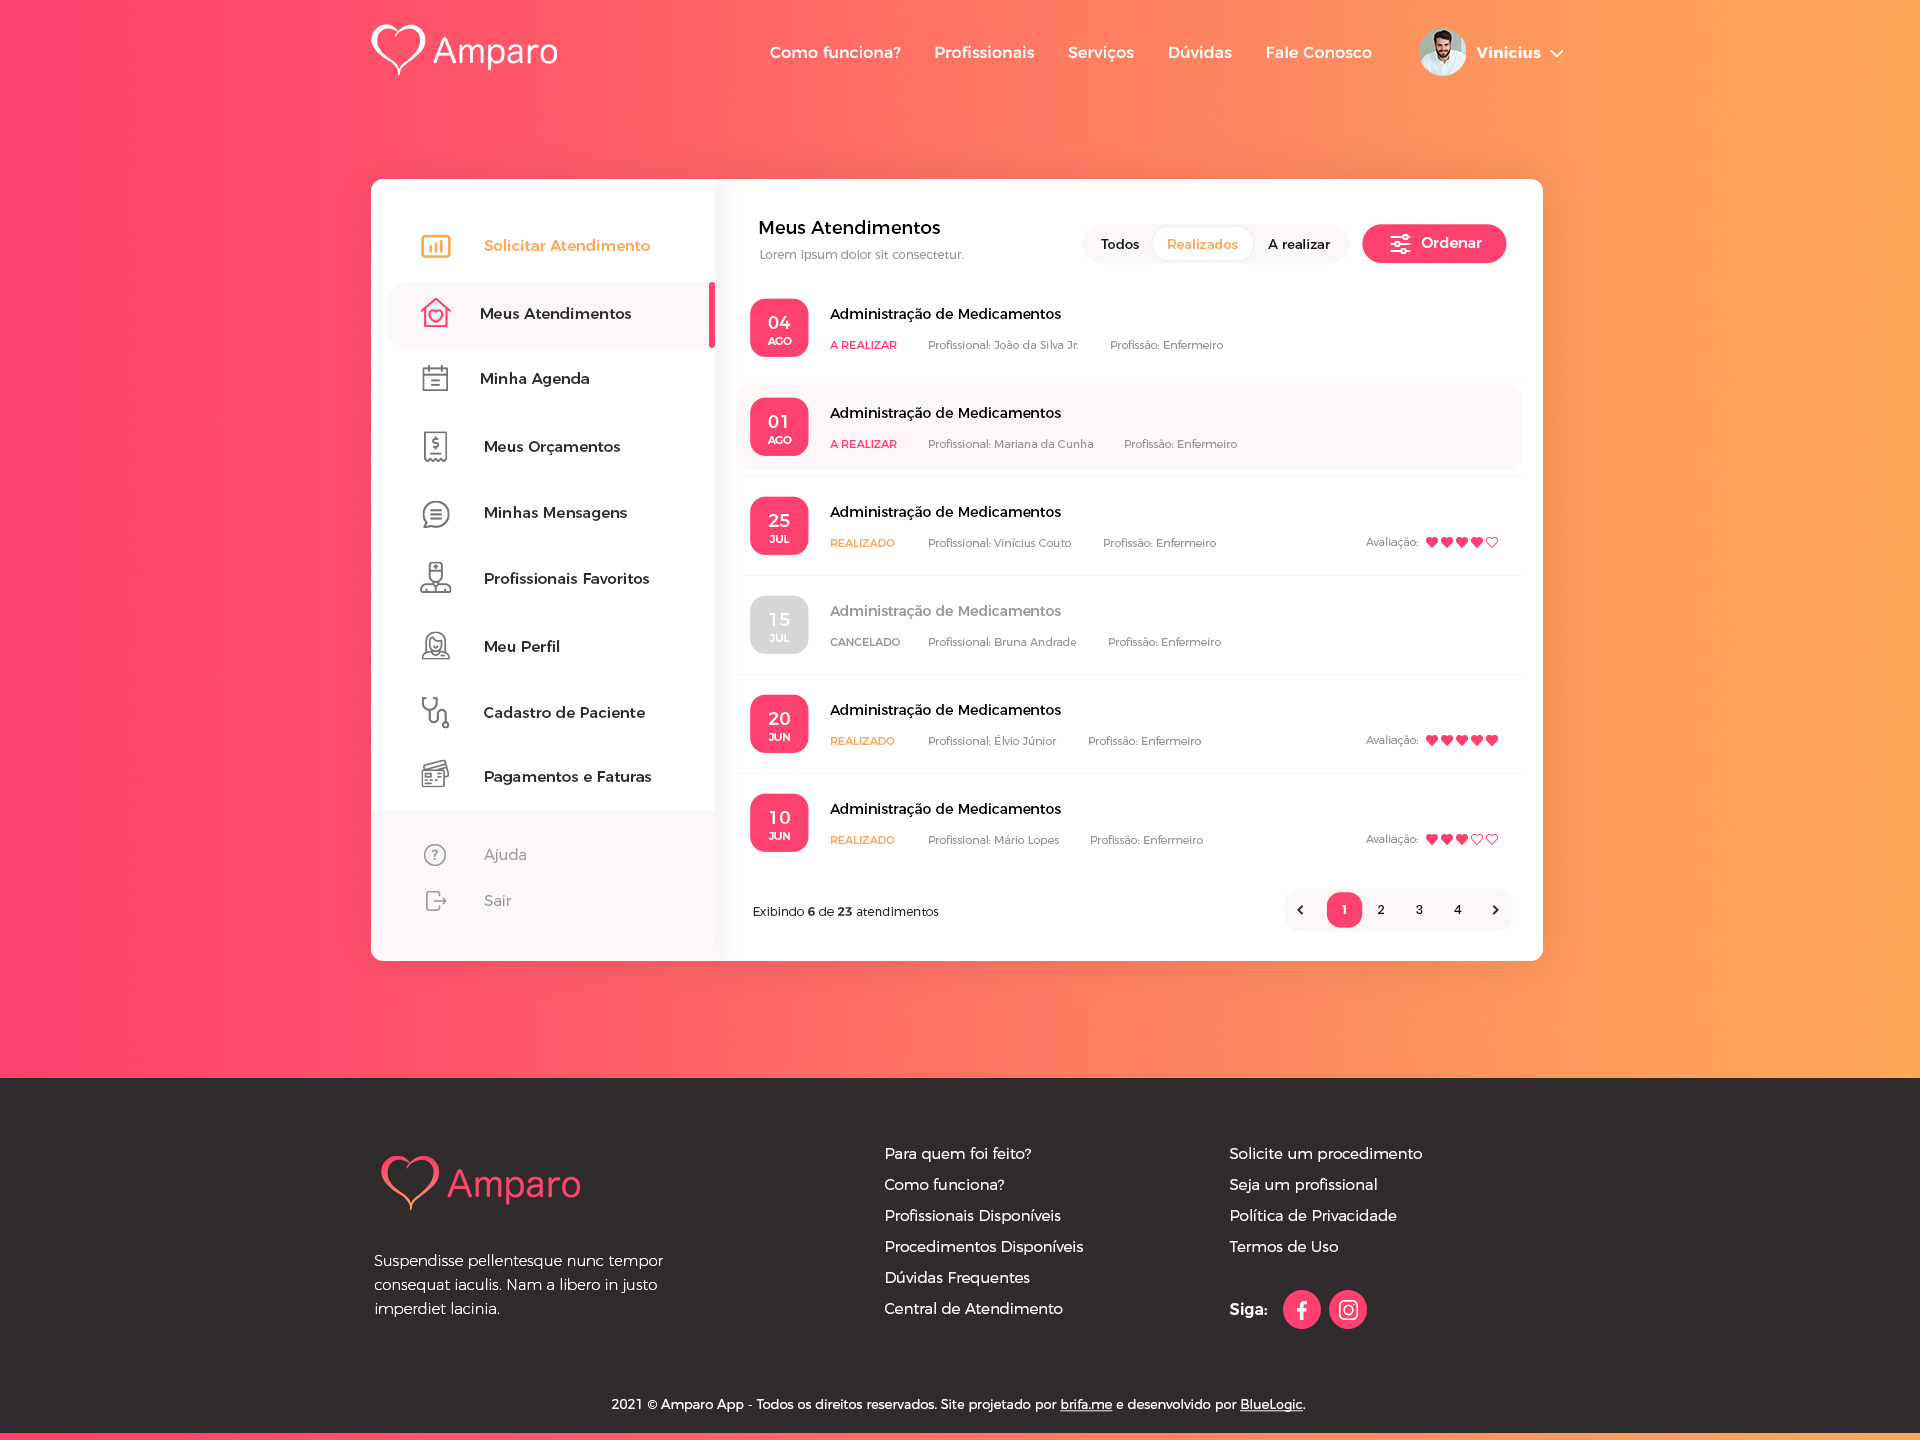 Amparo
Como funciona? Profissionais Serviços Dúvidas Fale Conosco Vinicius
Solicitar Atendimento
Meus Atendimentos
Minha Agenda
Meus Orçamentos
Minhas Mensagens
Profissionais Favoritos
Meu Perfil
Cadastro de Paciente
Pagamentos e Faturas
Ajuda
Sair
Meus Atendimentos
Lorem ipsum dolor sit consectetur.
Todos Realizados A realizar Ordenar
04 AGO
Administração de Medicamentos
A REALIZAR Profissional: João da Silva Jr. Profissão: Enfermeiro
01 AGO
Administração de Medicamentos
A REALIZAR Profissional: Mariana da Cunha Profissão: Enfermeiro
25 JUL
Administração de Medicamentos
REALIZADO Profissional: Vinícius Couto Profissão: Enfermeiro Avaliação:
15 JUL
Administração de Medicamentos
CANCELADO Profissional: Bruna Andrade Profissão: Enfermeiro
20 JUN
Administração de Medicamentos
REALIZADO Profissional: Élvio Júnior Profissão: Enfermeiro Avaliação:
10 JUN
Administração de Medicamentos
REALIZADO Profissional: Mário Lopes Profissão: Enfermeiro Avaliação:
Exibindo 6 de 23 atendimentos
1 2 3 4
Amparo
Suspendisse pellentesque nunc tempor
consequat iaculis. Nam a libero in justo
imperdiet lacinia.
Para quem foi feito?
Como funciona?
Profissionais Disponíveis
Procedimentos Disponíveis
Dúvidas Frequentes
Central de Atendimento
Solicite um procedimento
Seja um profissional
Política de Privacidade
Termos de Uso
Siga:
2021 © Amparo App - Todos os direitos reservados. Site projetado por brifa.me e desenvolvido por BlueLogic.